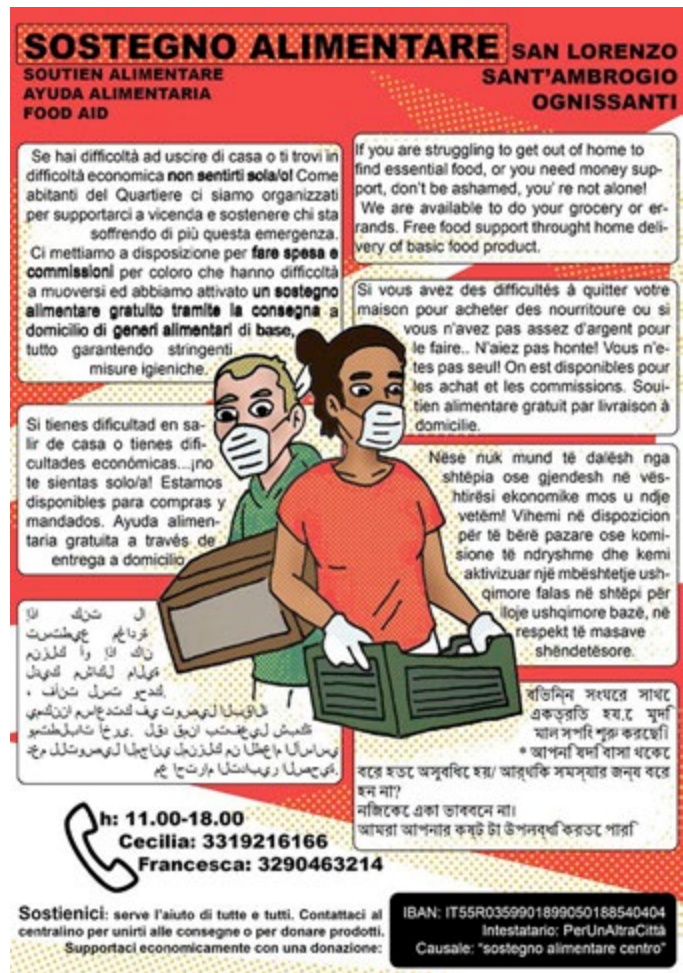 SOSTEGNO ALIMENTARE
SAN LORENZO
SANT'AMBROGIO
OGNISSANTI
SOUTIEN ALIMENTARE
AYUDA ALIMENTARIA
FOOD AID
Se hai difficoltà ad uscire di casa o ti trovi in
difficoltà economica non sentirti sola/o! Come
abitanti del Quartiere ci siamo organizzati
per supportarci a vicenda e sostenere chi sta
soffrendo di più questa emergenza.
Ci mettiamo a disposizione per fare spesa e
commissioni per coloro che hanno difficoltà
a muoversi ed abbiamo attivato un sostegno
alimentare gratuito tramite la consegna a
domicilio di generi alimentari di base,
tutto garantendo stringenti
misure igieniche.
If you are struggling to get out of home to
find essential food, or you need money sup-
port, don't be ashamed, you' re not alone!
We are available to do your grocery or er-
rands. Free food support throught home deli-
very of basic food product.
Si vous avez des difficultés à quitter votre
maison pour acheter des nourritoure ou si
vous n'avez pas assez d'argent pour
le faire.. N'aiez pas honte! Vous n'e-
tes pas seul! On est disponibles pour
les achat et les commissions. Soui-
tien alimentare gratuit par livraison à
domicilie.
Si tienes dificultad en sa-
lir de casa o tienes difi-
cultades económicas...¡no
te sientas solo/a! Estamos
disponibles para compras y
mandados. Ayuda alimen-
taria gratuita a través de
entrega a domicilio
Nëse nuk mund të dalësh nga
shtëpia ose gjendesh në vës-
htirësi ekonomike mos u ndje
vetëm! Vihemi në dispozicion
për të bërë pazare ose komi-
sione të ndryshme dhe kemi
aktivizuar një mbështetje ush-
qimore falas në shtëpi për
lloje ushqimore bazë, në
respekt të masave
shëndetësore.
* আপনি যদি বাসা থেকে
হন না?
h: 11.00-18.00
Cecilia: 3319216166
Francesca: 3290463214
Sostienici: serve l'aiuto di tutte e tutti. Contattaci al
centralino per unirti alle consegne o per donare prodotti.
Supportaci economicamente con una donazione:
IBAN: IT55R0359901899050188540404
Intestatario: PerUnAltraCittà
Causale: "sostegno alimentare centro"